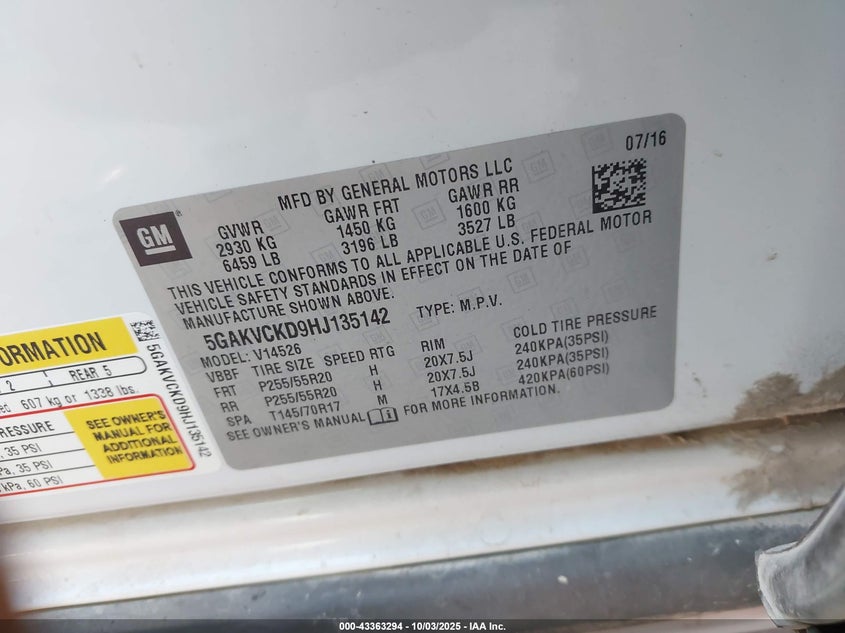 07/16
MFD BY GENERAL MOTORS LLC
GM
GVWR GAWR FRT GAWR RR
2930 KG 1450 KG 1600 KG
6459 LB 3196 LB 3527 LB
THIS VEHICLE CONFORMS TO ALL APPLICABLE U.S. FEDERAL MOTOR
VEHICLE SAFETY STANDARDS IN EFFECT ON THE DATE OF
MANUFACTURE SHOWN ABOVE.
5GAKVCKD9HJ135142 TYPE: M.P.V.
MODEL: V14526
VBBF TIRE SIZE SPEED RTG RIM COLD TIRE PRESSURE
FRT P255/55R20 H 20X7.5J 240KPA(35PSI)
RR P255/55R20 H 20X7.5J 240KPA(35PSI)
SPA T145/70R17 M 17X4.5B 420KPA(60PSI)
SEE OWNER'S MANUAL FOR MORE INFORMATION.
ORMATION
2 REAR 5
607 kg or 1338 lbs.
RESSURE
35 PSI
Pa, 35 PSI
kPa, 60 PSI
SEE OWNER'S
MANUAL FOR
ADDITIONAL
INFORMATION
5GAKVCKD9HJ135142
000-43363294 - 10/03/2025 - IAA Inc.